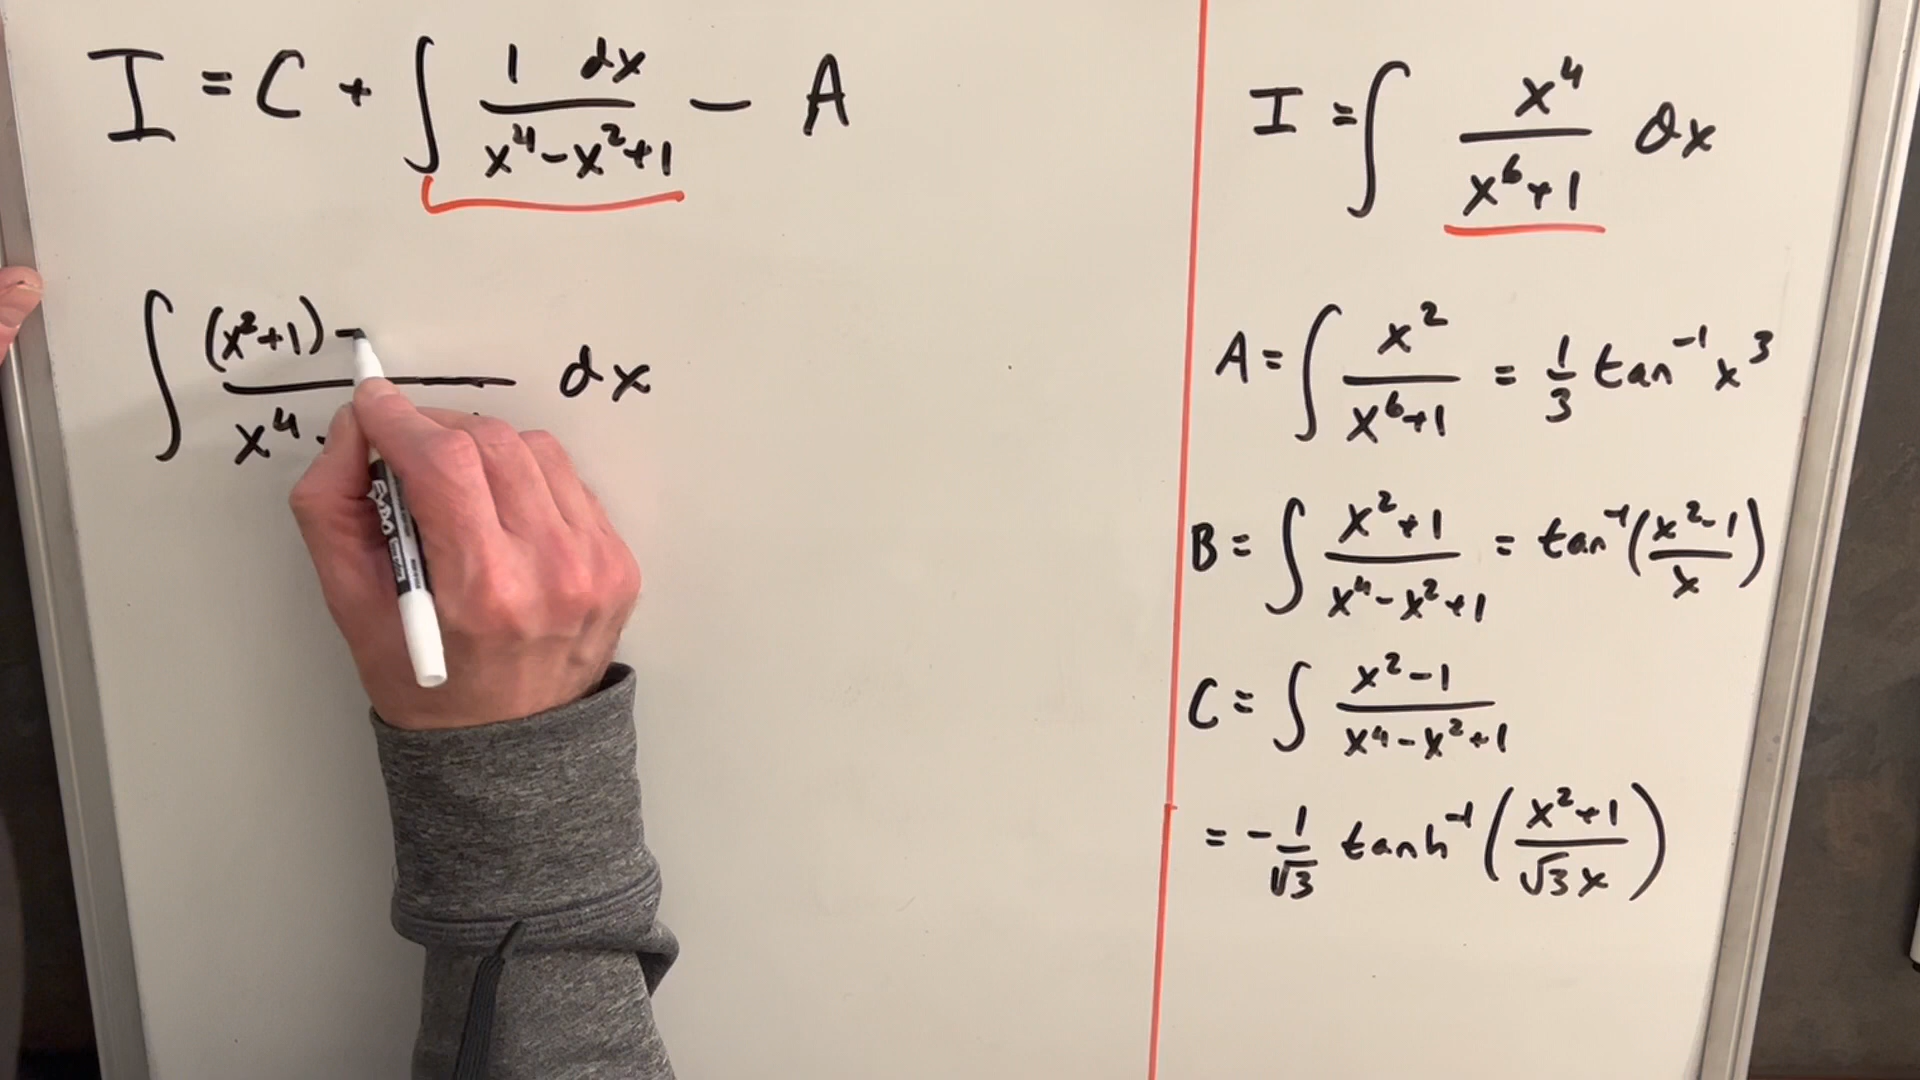 I = C + ∫ 1 dx / x⁴-x²+1 - A
∫ (x²+1) - / x⁴ - dx
I = ∫ x⁴ / x⁶+1 dx
A = ∫ x² / x⁶+1 = 1/3 tan⁻¹ x³
B = ∫ x²+1 / x⁴-x²+1 = tan⁻¹(x²-1 / x)
C = ∫ x²-1 / x⁴-x²+1
= - 1/√3 tanh⁻¹ (x²+1 / √3 x)
EXPO